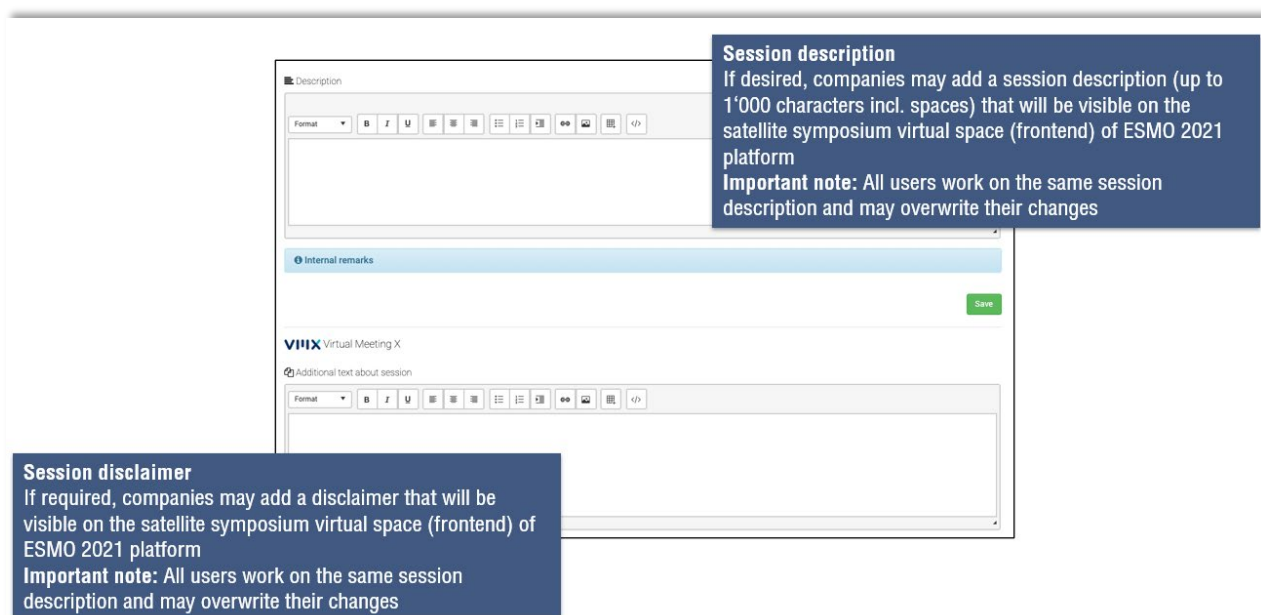 Session description
If desired, companies may add a session description (up to
1‘000 characters incl. spaces) that will be visible on the
satellite symposium virtual space (frontend) of ESMO 2021
platform
Important note: All users work on the same session
description and may overwrite their changes
Description
Format B I U
Internal remarks
Save
VMX Virtual Meeting X
Additional text about session
Format B I U
Session disclaimer
If required, companies may add a disclaimer that will be
visible on the satellite symposium virtual space (frontend) of
ESMO 2021 platform
Important note: All users work on the same session
description and may overwrite their changes